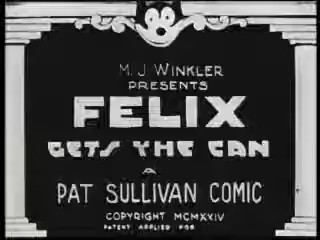 M. J. WINKLER
PRESENTS
FELIX
GETS THE CAN
A
PAT SULLIVAN COMIC
COPYRIGHT MCMXXIV
PATENT APPLIED FOR